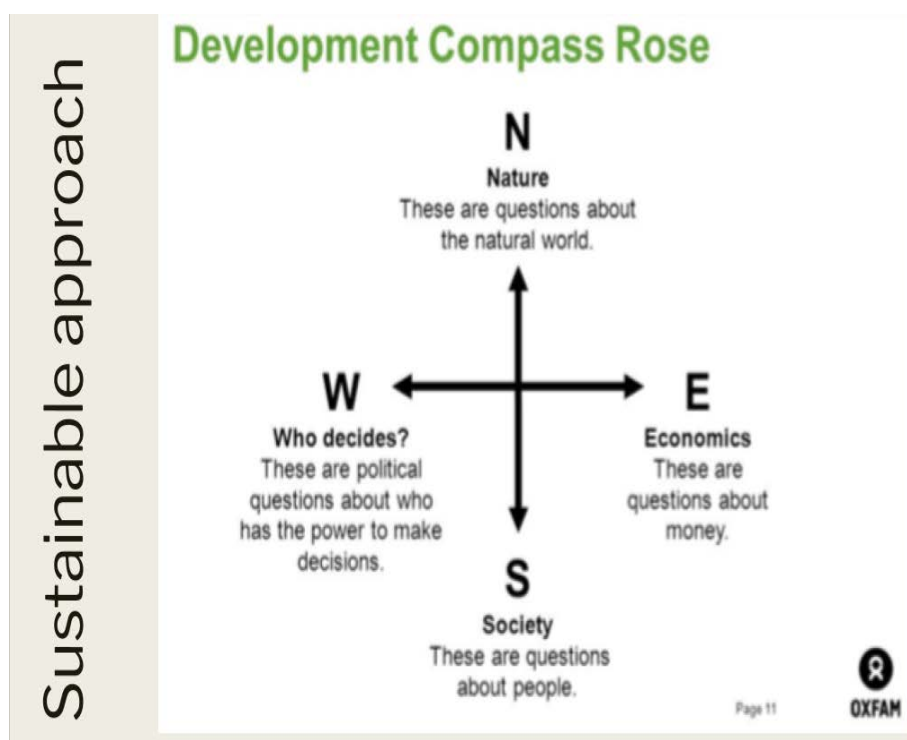 Sustainable approach
Development Compass Rose
N
Nature
These are questions about
the natural world.
W
Who decides?
These are political
questions about who
has the power to make
decisions.
E
Economics
These are
questions about
money.
S
Society
These are questions
about people.
Page 11
OXFAM